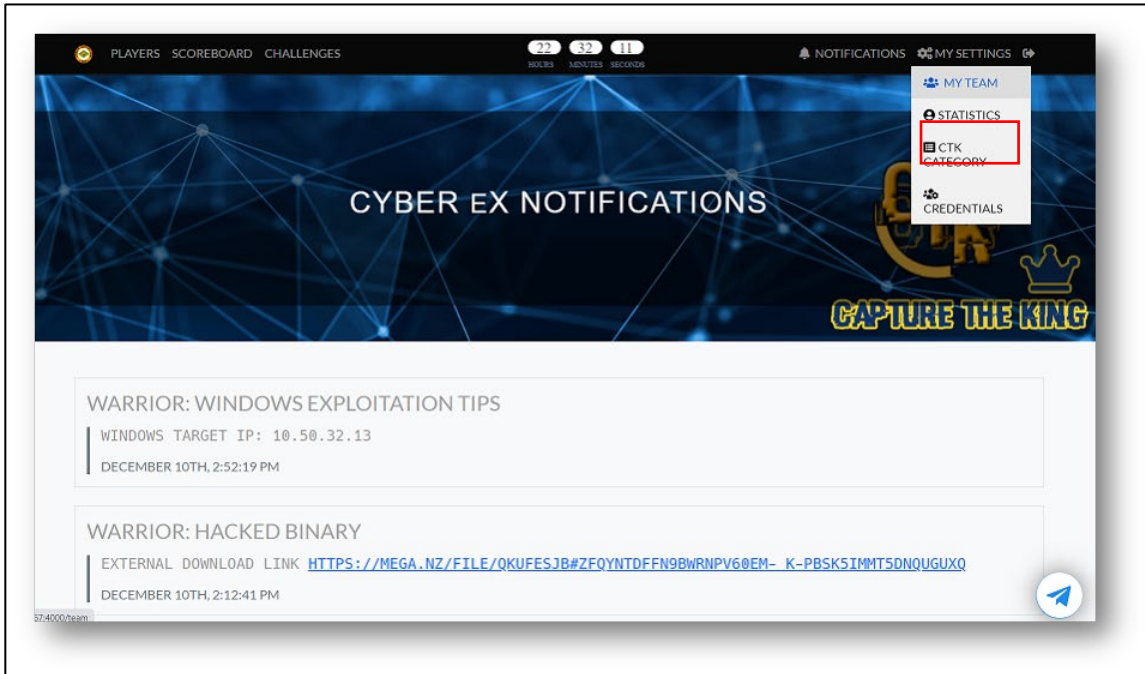 PLAYERS SCOREBOARD CHALLENGES
22 32 11
HOURS MINUTES SECONDS
NOTIFICATIONS MY SETTINGS
MY TEAM
STATISTICS
CTK
CATEGORY
CREDENTIALS
CYBER EX NOTIFICATIONS
CTK
CAPTURE THE KING
WARRIOR: WINDOWS EXPLOITATION TIPS
WINDOWS TARGET IP: 10.50.32.13
DECEMBER 10TH, 2:52:19 PM
WARRIOR: HACKED BINARY
EXTERNAL DOWNLOAD LINK HTTPS://MEGA.NZ/FILE/QKUFESJB#ZFQYNTDFFN9BWRNPV60EM-_K-PBSK5IMMT5DNQUGUXQ
DECEMBER 10TH, 2:12:41 PM
57:4000/team